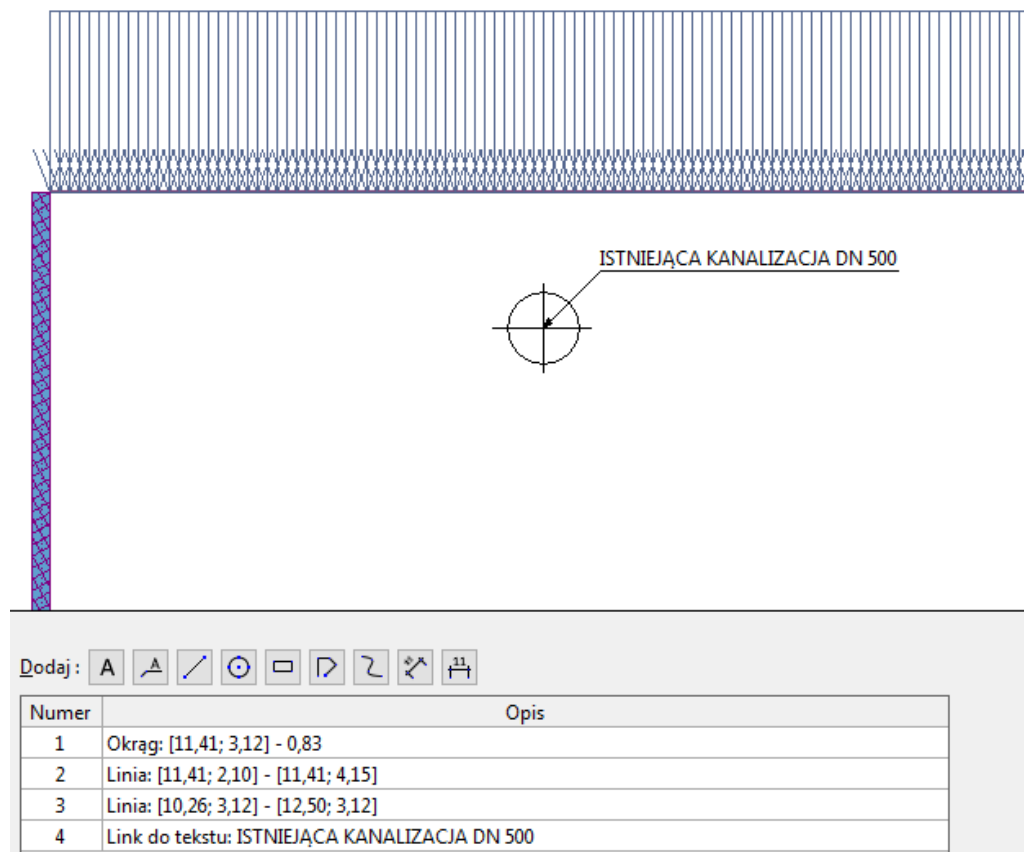 ISTNIEJĄCA KANALIZACJA DN 500
Dodaj : A A 11
Numer Opis
1 Okrąg: [11,41; 3,12] - 0,83
2 Linia: [11,41; 2,10] - [11,41; 4,15]
3 Linia: [10,26; 3,12] - [12,50; 3,12]
4 Link do tekstu: ISTNIEJĄCA KANALIZACJA DN 500